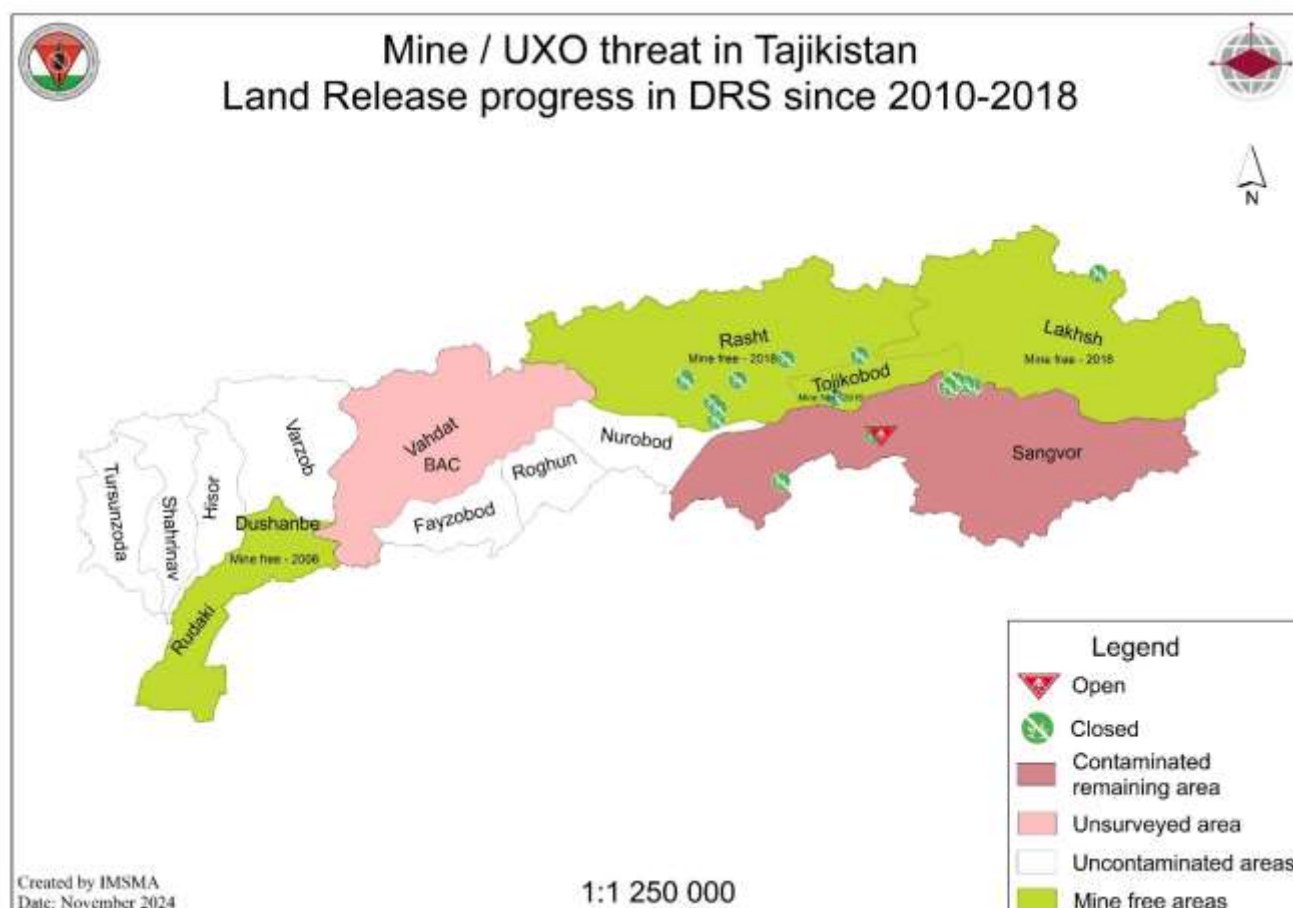 Mine / UXO threat in Tajikistan
Land Release progress in DRS since 2010-2018
N
Lakhsh
Mine free - 2018
Rasht
Mine free - 2018
Tojikobod
Sangvor
Nurobod
Roghun
Fayzobod
Vahdat
BAC
Varzob
Hisor
Shahrinav
Tursunzoda
Dushanbe
Mine free - 2006
Rudaki
Legend
Open
Closed
Contaminated
remaining area
Unsurveyed area
Uncontaminated areas
Mine free areas
Created by IMSMA
Date: November 2024
1:1 250 000